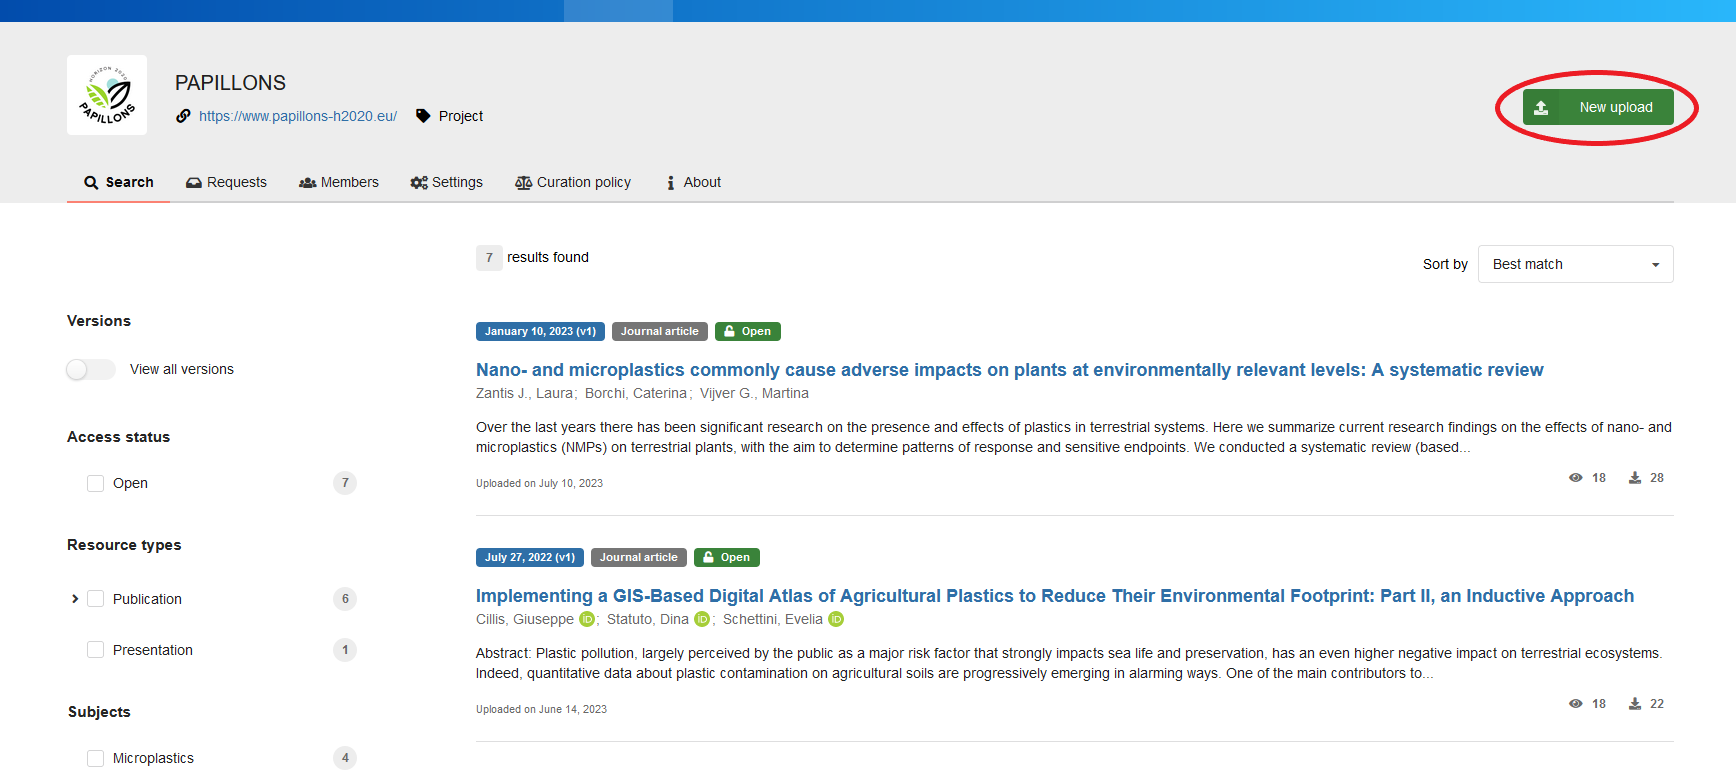 HORIZON 2020
PAPILLONS
PAPILLONS
https://www.papillons-h2020.eu/ Project
New upload
Search Requests Members Settings Curation policy About
7 results found
Sort by Best match
Versions
View all versions
Access status
Open 7
Resource types
Publication 6
Presentation 1
Subjects
Microplastics 4
January 10, 2023 (v1) Journal article Open
Nano- and microplastics commonly cause adverse impacts on plants at environmentally relevant levels: A systematic review
Zantis J., Laura; Borchi, Caterina; Vijver G., Martina
Over the last years there has been significant research on the presence and effects of plastics in terrestrial systems. Here we summarize current research findings on the effects of nano- and
microplastics (NMPs) on terrestrial plants, with the aim to determine patterns of response and sensitive endpoints. We conducted a systematic review (based...
Uploaded on July 10, 2023
18 28
July 27, 2022 (v1) Journal article Open
Implementing a GIS-Based Digital Atlas of Agricultural Plastics to Reduce Their Environmental Footprint: Part II, an Inductive Approach
Cillis, Giuseppe iD; Statuto, Dina iD; Schettini, Evelia iD
Abstract: Plastic pollution, largely perceived by the public as a major risk factor that strongly impacts sea life and preservation, has an even higher negative impact on terrestrial ecosystems.
Indeed, quantitative data about plastic contamination on agricultural soils are progressively emerging in alarming ways. One of the main contributors to...
Uploaded on June 14, 2023
18 22